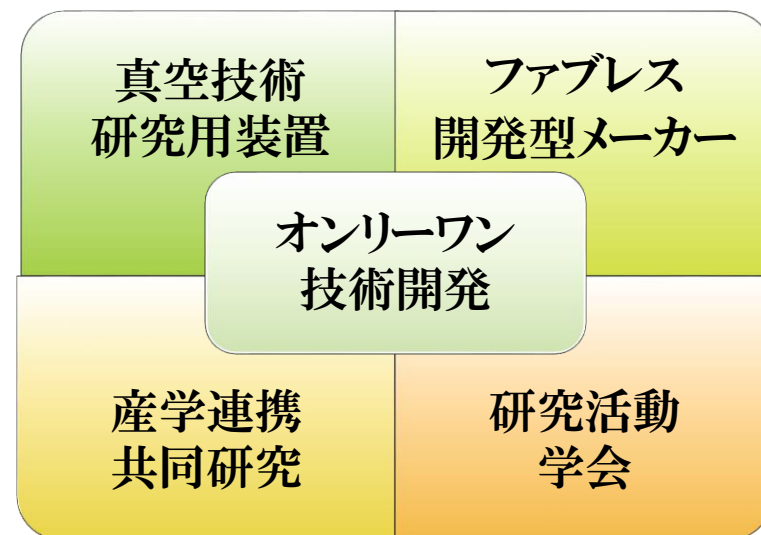 真空技術
研究用装置
ファブレス
開発型メーカー
オンリーワン
技術開発
産学連携
共同研究
研究活動
学会